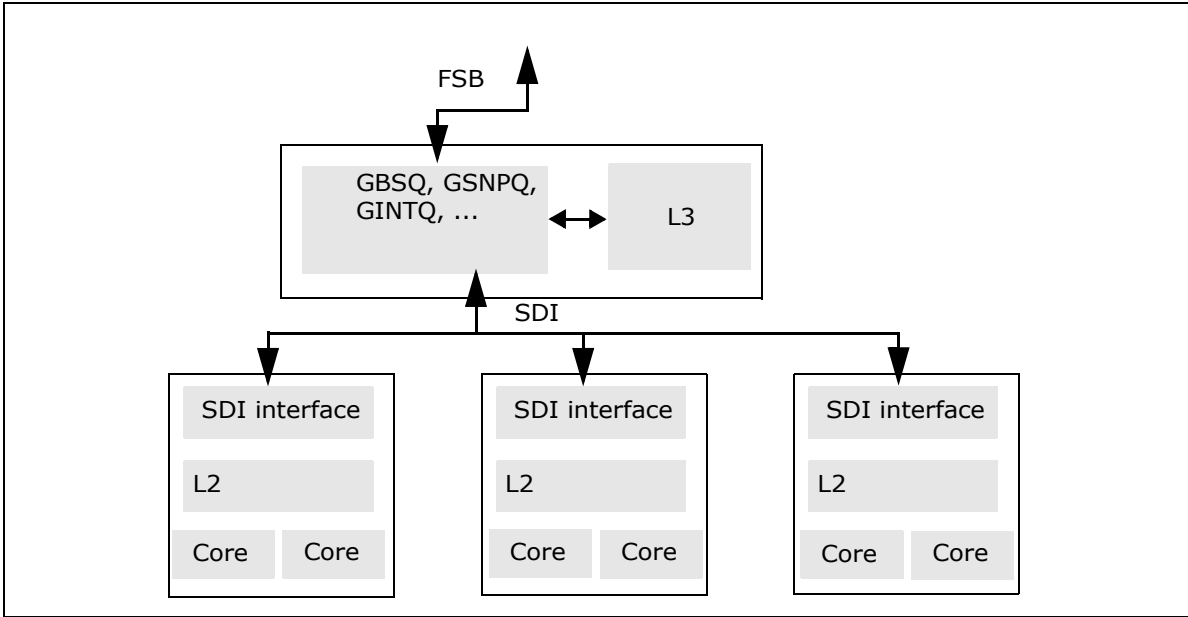 FSB
GBSQ, GSNPQ,
GINTQ, ...
L3
SDI
SDI interface
SDI interface
SDI interface
L2
L2
L2
Core
Core
Core
Core
Core
Core